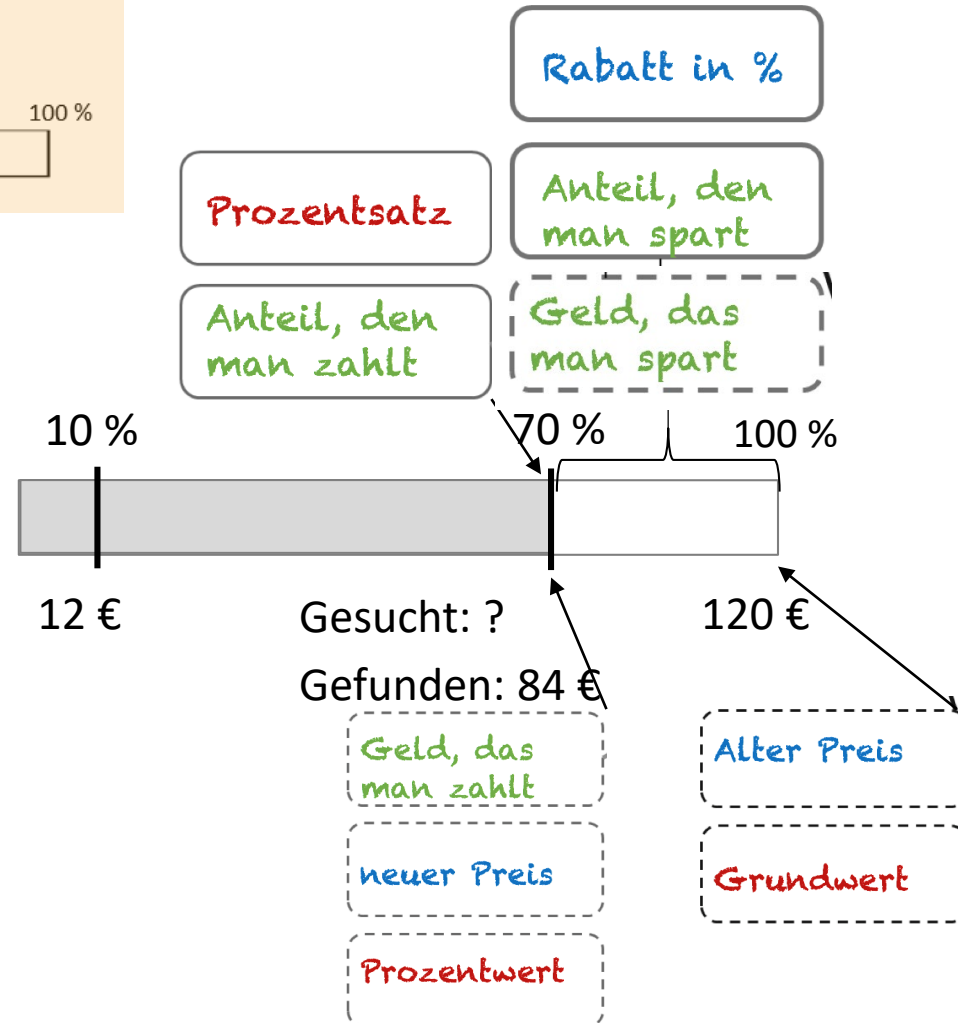 100 %
Rabatt in %
Prozentsatz
Anteil, den
man spart
Anteil, den
man zahlt
Geld, das
man spart
10 %
70 %
100 %
12 €
Gesucht: ?
120 €
Gefunden: 84 €
Geld, das
man zahlt
Alter Preis
neuer Preis
Grundwert
Prozentwert